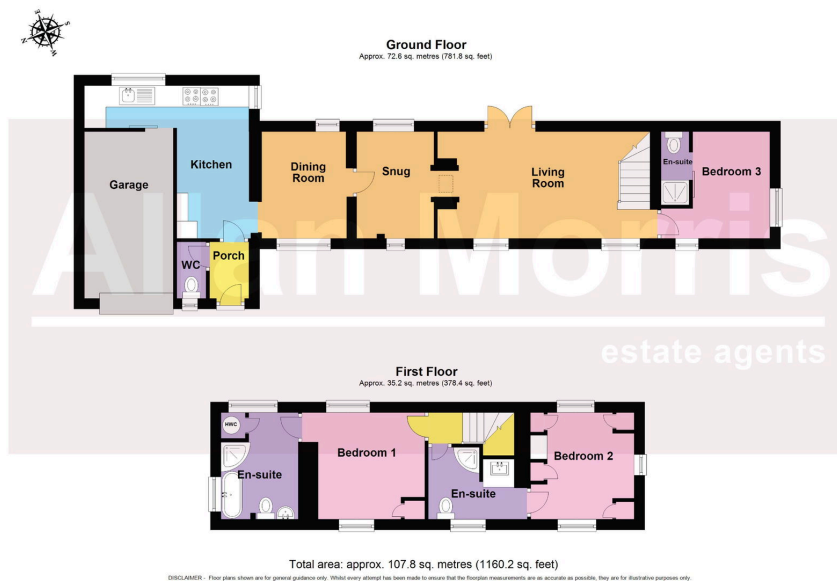 Ground Floor
Approx. 72.6 sq. metres (781.8 sq. feet)
Garage
Kitchen
Dining
Room
Snug
Living
Room
En-suite
Bedroom 3
WC
Porch
Allan Morris
estate agents
First Floor
Approx. 35.2 sq. metres (378.4 sq. feet)
HWC
En-suite
Bedroom 1
En-suite
Bedroom 2
Total area: approx. 107.8 sq. metres (1160.2 sq. feet)
DISCLAIMER - Floor plans shown are for general guidance only. Whilst every attempt has been made to ensure that the floorplan measurements are as accurate as possible, they are for illustrative purposes only.
N
E
S
W